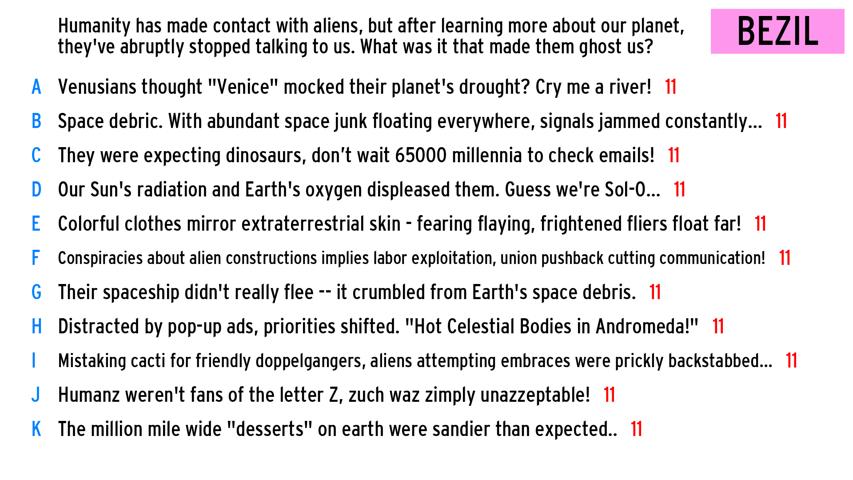 Humanity has made contact with aliens, but after learning more about our planet,
they've abruptly stopped talking to us. What was it that made them ghost us?
BEZIL
A Venusians thought "Venice" mocked their planet's drought? Cry me a river! 11
B Space debric. With abundant space junk floating everywhere, signals jammed constantly... 11
C They were expecting dinosaurs, don’t wait 65000 millennia to check emails! 11
D Our Sun's radiation and Earth's oxygen displeased them. Guess we're Sol-O... 11
E Colorful clothes mirror extraterrestrial skin - fearing flaying, frightened fliers float far! 11
F Conspiracies about alien constructions implies labor exploitation, union pushback cutting communication! 11
G Their spaceship didn't really flee -- it crumbled from Earth's space debris. 11
H Distracted by pop-up ads, priorities shifted. "Hot Celestial Bodies in Andromeda!" 11
I Mistaking cacti for friendly doppelgangers, aliens attempting embraces were prickly backstabbed... 11
J Humanz weren't fans of the letter Z, zuch waz zimply unazzeptable! 11
K The million mile wide "desserts" on earth were sandier than expected.. 11